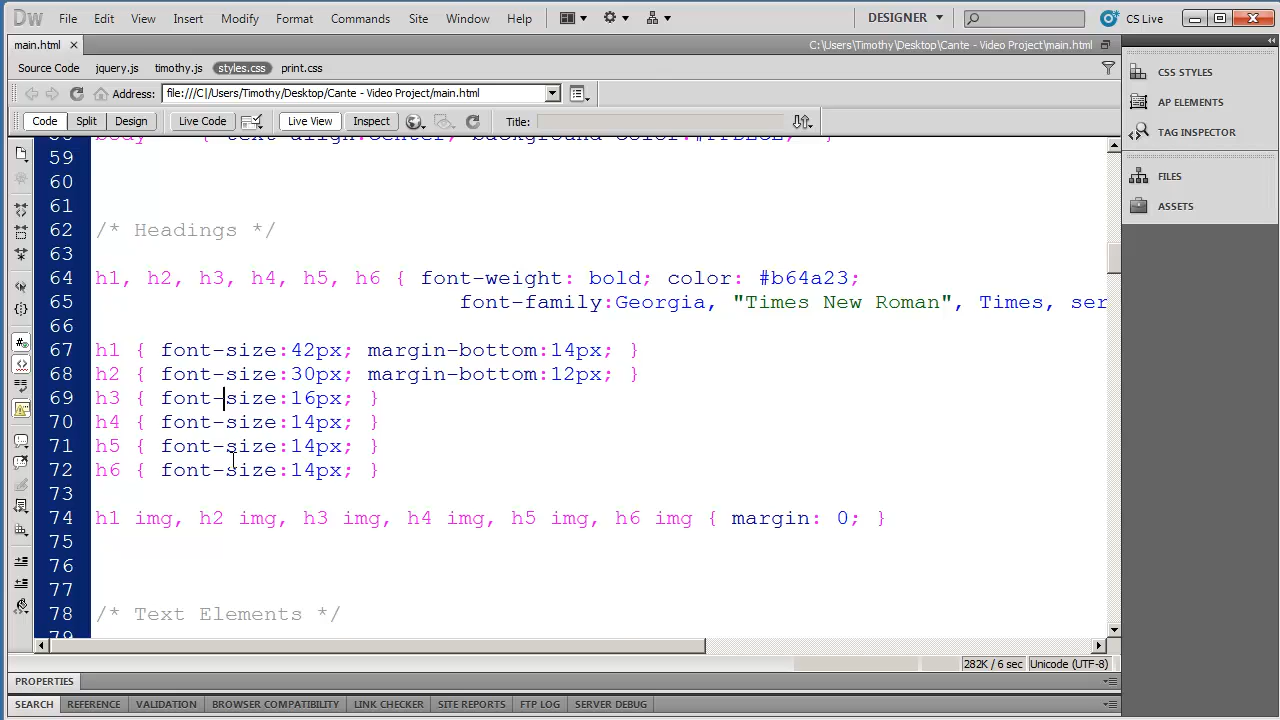 Dw File Edit View Insert Modify Format Commands Site Window Help DESIGNER CS Live
main.html C:\Users\Timothy\Desktop\Cante - Video Project\main.html
Source Code jquery.js timothy.js styles.css print.css
Address: file:///C|/Users/Timothy/Desktop/Cante - Video Project/main.html
Code Split Design Live Code Live View Inspect Title:
59
60
61
62 /* Headings */
63
64 h1, h2, h3, h4, h5, h6 { font-weight: bold; color: #b64a23;
65 font-family:Georgia, "Times New Roman", Times, ser
66
67 h1 { font-size:42px; margin-bottom:14px; }
68 h2 { font-size:30px; margin-bottom:12px; }
69 h3 { font-size:16px; }
70 h4 { font-size:14px; }
71 h5 { font-size:14px; }
72 h6 { font-size:14px; }
73
74 h1 img, h2 img, h3 img, h4 img, h5 img, h6 img { margin: 0; }
75
76
77
78 /* Text Elements */
79
282K / 6 sec Unicode (UTF-8)
PROPERTIES
SEARCH REFERENCE VALIDATION BROWSER COMPATIBILITY LINK CHECKER SITE REPORTS FTP LOG SERVER DEBUG
CSS STYLES
AP ELEMENTS
TAG INSPECTOR
FILES
ASSETS